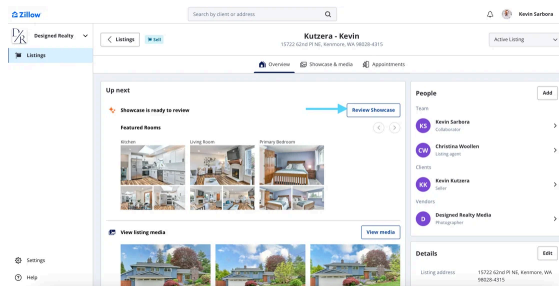 Zillow
Search by client or address
Kevin Sarbora
Designed Realty
Listings
Listings
Sell
Kutzera - Kevin
15722 62nd Pl NE, Kenmore, WA 98028-4315
Active Listing
Overview
Showcase & media
Appointments
Up next
Showcase is ready to review
Review Showcase
Featured Rooms
Kitchen
Living Room
Primary Bedroom
View listing media
View media
People
Add
Team
KS
Kevin Sarbora
Collaborator
CW
Christina Woollen
Listing agent
Clients
KK
Kevin Kutzera
Seller
Vendors
D
Designed Realty Media
Photographer
Details
Edit
Listing address
15722 62nd Pl NE, Kenmore, WA
98028-4315
Settings
Help